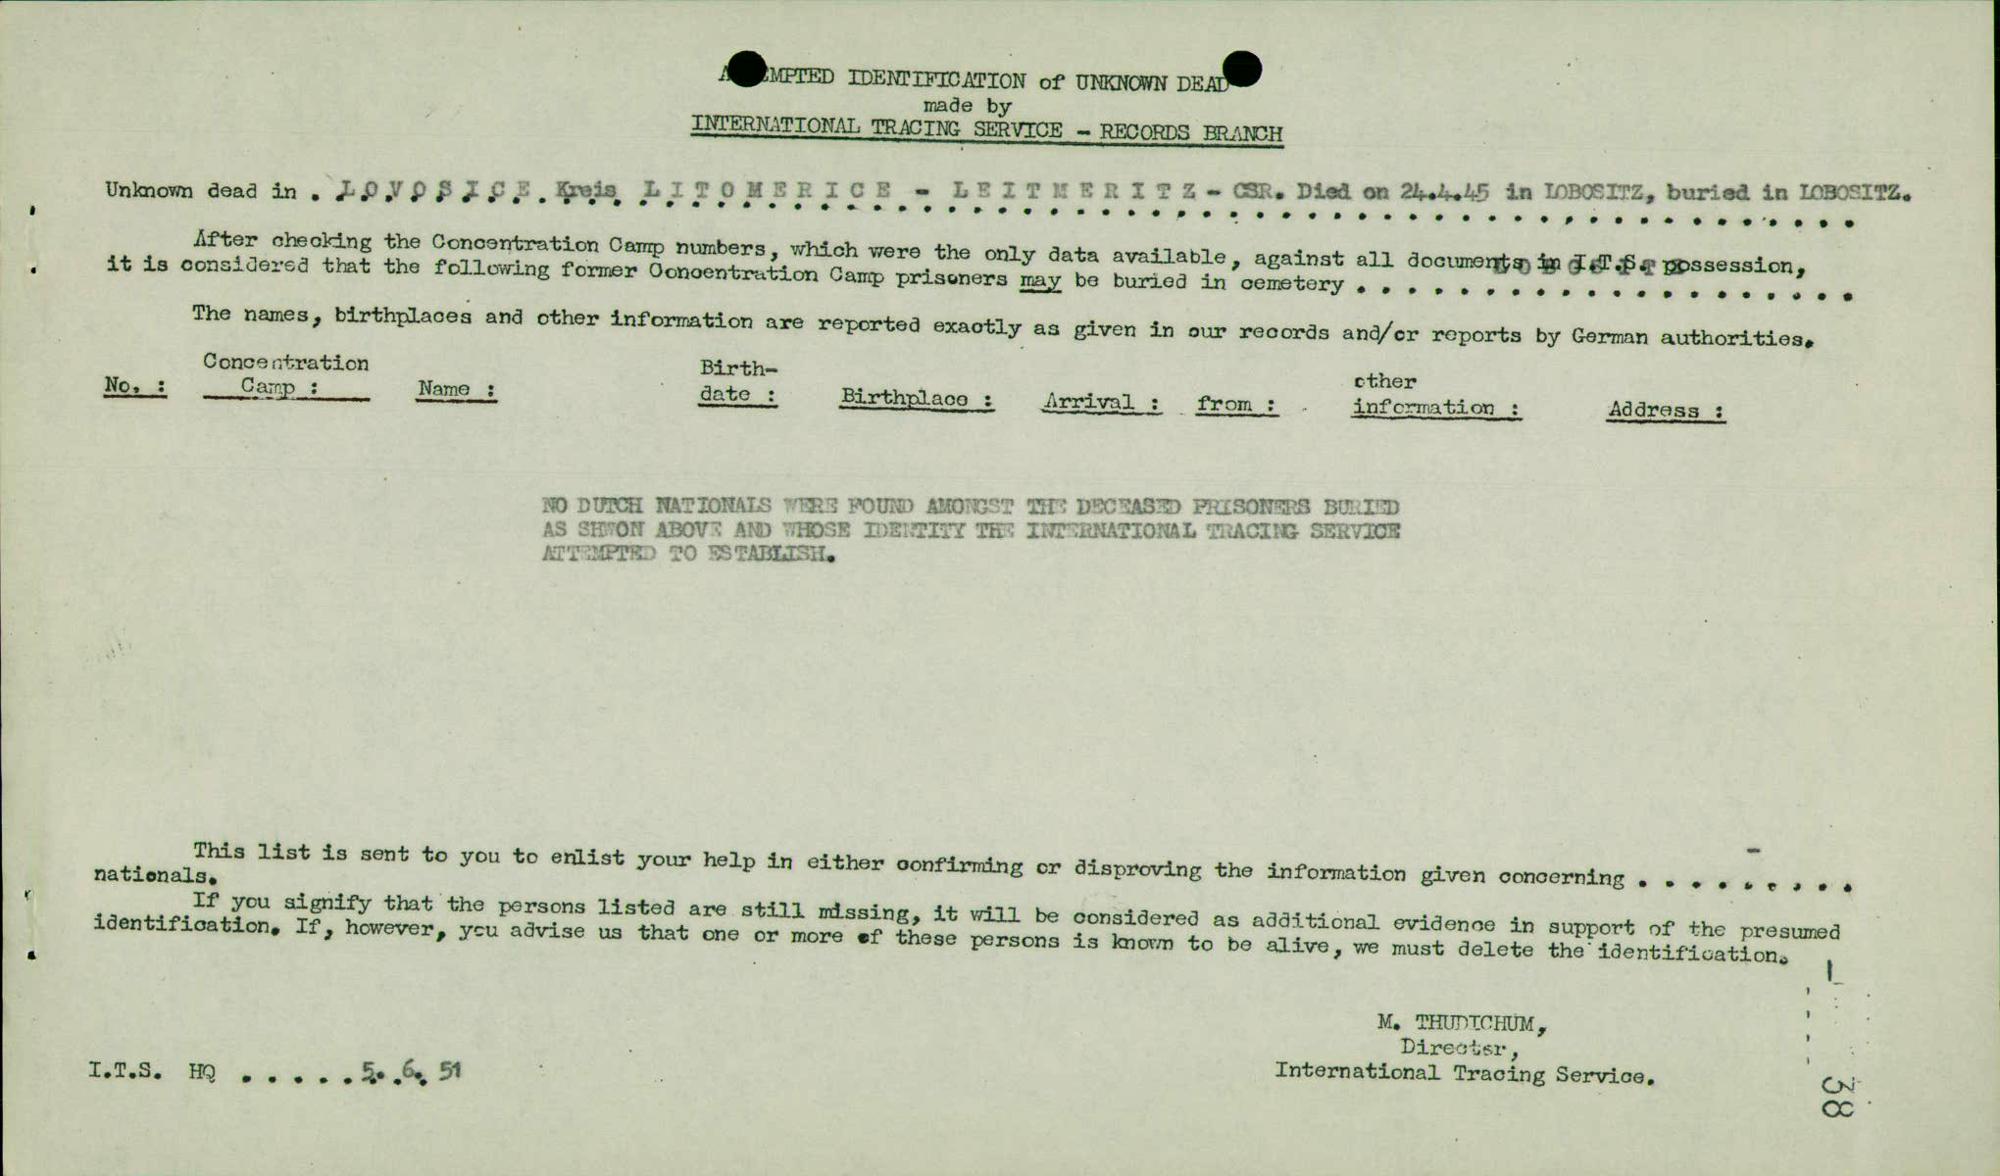 MPTED IDENTIFICATION of UNKNOWN DEAD
made by
INTERNATIONAL TRACING SERVICE - RECORDS BRANCH
Unknown dead in . L O V O S I C E . Kreis L I T O M E R I C E - L E I T M E R I T Z - CSR. Died on 24.4.45 in LOBOSITZ, buried in LOBOSITZ.
After checking the Concentration Camp numbers, which were the only data available, against all documents in I.T.S. possession,
it is considered that the following former Concentration Camp prisoners may be buried in cemetery . . . . . . . . . . . . . . . . . . .
The names, birthplaces and other information are reported exactly as given in our records and/or reports by German authorities.
No. : Concentration Camp : Name : Birth-date : Birthplace : Arrival : from : other information : Address :
NO DUTCH NATIONALS WERE FOUND AMONGST THE DECEASED PRISONERS BURIED
AS SHWON ABOVE AND WHOSE IDENTITY THE INTERNATIONAL TRACING SERVICE
ATTEMPTED TO ESTABLISH.
This list is sent to you to enlist your help in either confirming or disproving the information given concerning . . . - . . . . .
nationals.
If you signify that the persons listed are still missing, it will be considered as additional evidence in support of the presumed
identification. If, however, you advise us that one or more of these persons is known to be alive, we must delete the identification.
M. THUDICHUM,
Director,
International Tracing Service.
I.T.S. HQ . . . . . 5. 6. 51
38